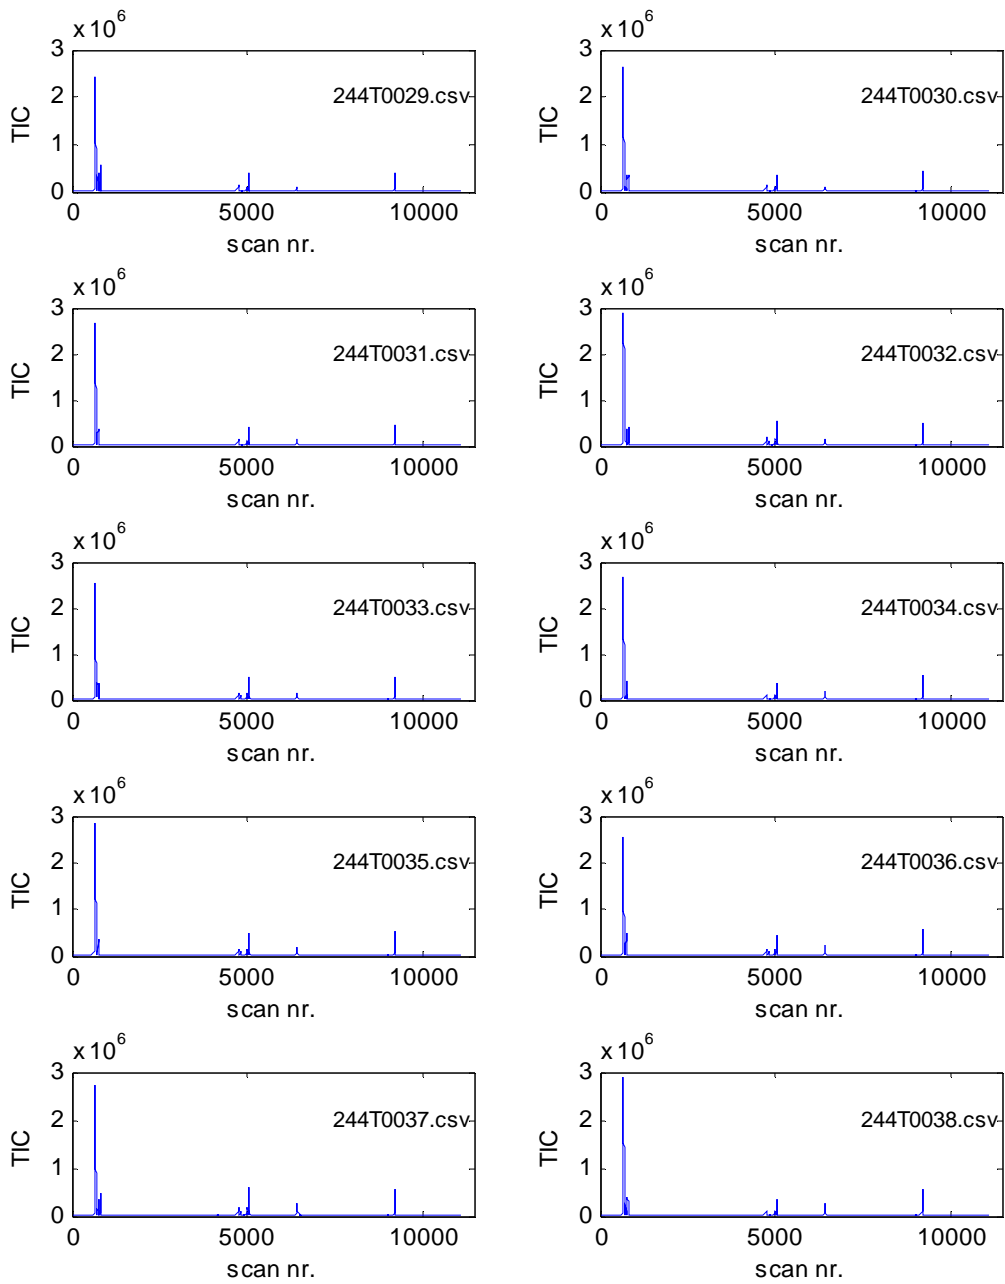 x 10^6
3
2
1
0
TIC
244T0029.csv
0 5000 10000
scan nr.
x 10^6
3
2
1
0
TIC
244T0030.csv
0 5000 10000
scan nr.
x 10^6
3
2
1
0
TIC
244T0031.csv
0 5000 10000
scan nr.
x 10^6
3
2
1
0
TIC
244T0032.csv
0 5000 10000
scan nr.
x 10^6
3
2
1
0
TIC
244T0033.csv
0 5000 10000
scan nr.
x 10^6
3
2
1
0
TIC
244T0034.csv
0 5000 10000
scan nr.
x 10^6
3
2
1
0
TIC
244T0035.csv
0 5000 10000
scan nr.
x 10^6
3
2
1
0
TIC
244T0036.csv
0 5000 10000
scan nr.
x 10^6
3
2
1
0
TIC
244T0037.csv
0 5000 10000
scan nr.
x 10^6
3
2
1
0
TIC
244T0038.csv
0 5000 10000
scan nr.